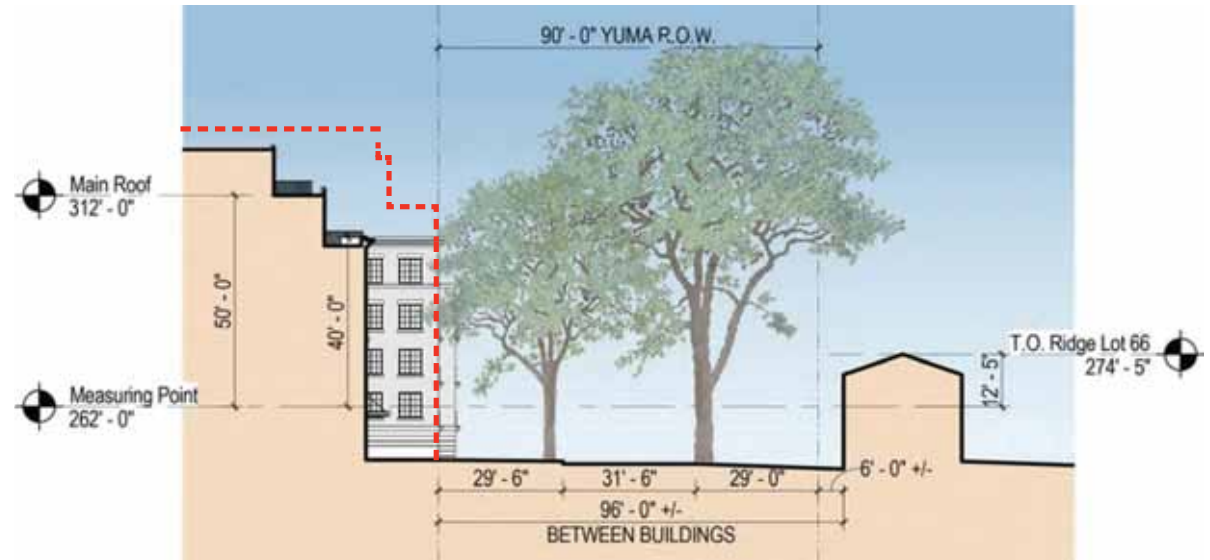 90' - 0" YUMA R.O.W.
Main Roof
312' - 0"
50' - 0"
40' - 0"
Measuring Point
262' - 0"
T.O. Ridge Lot 66
274' - 5"
12' - 5"
29' - 6"
31' - 6"
29' - 0"
6' - 0" +/-
96' - 0" +/-
BETWEEN BUILDINGS